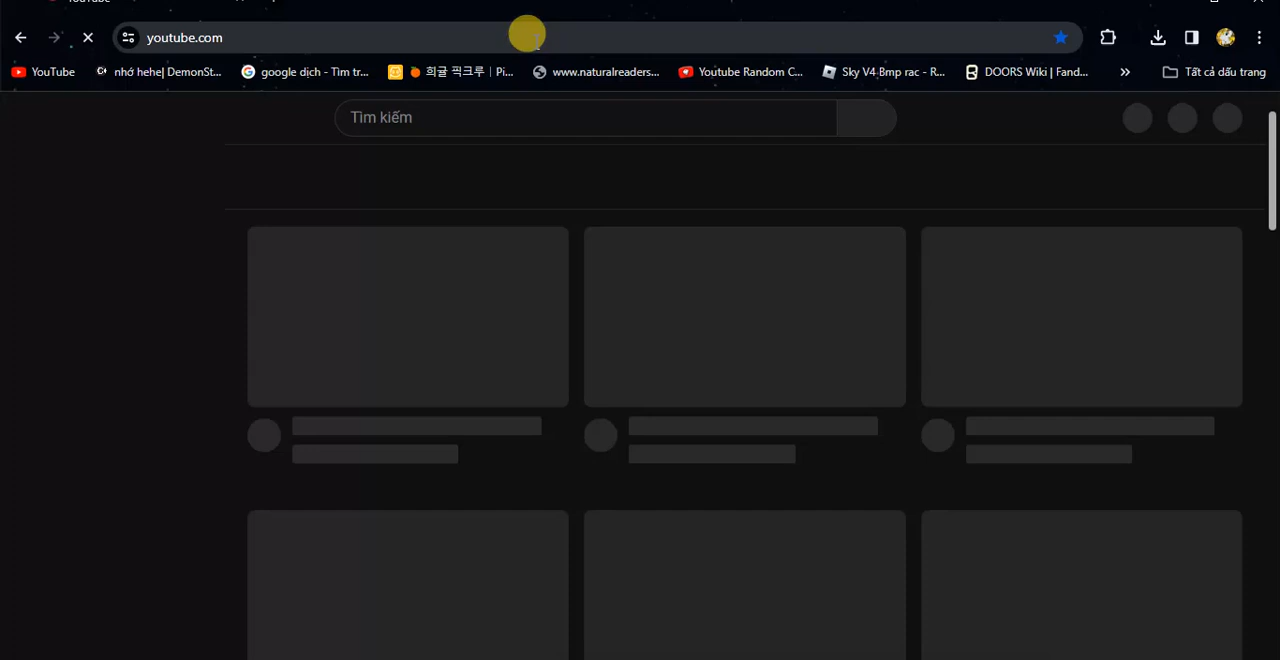 YouTube
youtube.com
YouTube
nhớ hehe| DemonSt...
google dịch - Tìm tr...
희귤 픽크루｜Pi...
www.naturalreaders...
Youtube Random C...
Sky V4 Bmp rac - R...
DOORS Wiki | Fand...
Tất cả dấu trang
Tìm kiếm